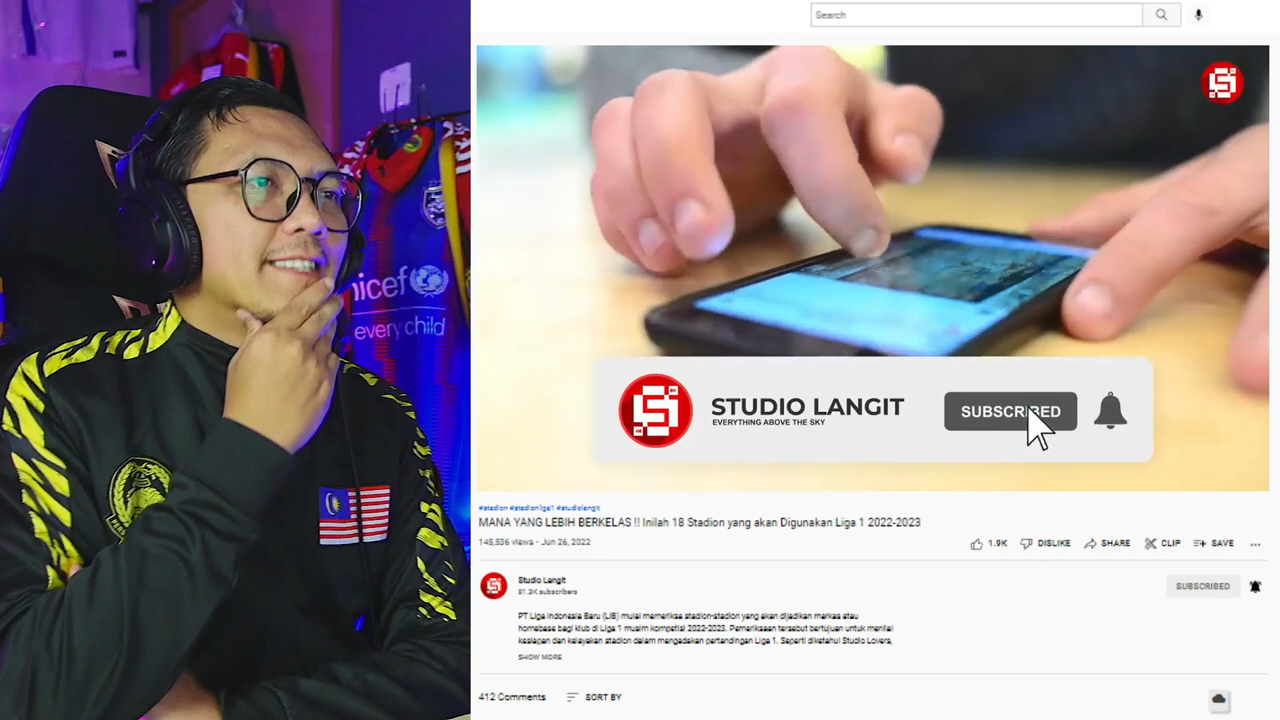 Search
nicef
every child
STUDIO LANGIT
EVERYTHING ABOVE THE SKY
SUBSCRIBED
#stadion #stadionliga1 #studiolangit
MANA YANG LEBIH BERKELAS !! Inilah 18 Stadion yang akan Digunakan Liga 1 2022-2023
145,536 views • Jun 26, 2022
1.9K
DISLIKE
SHARE
CLIP
SAVE
Studio Langit
81.3K subscribers
SUBSCRIBED
PT Liga Indonesia Baru (LIB) mulai memeriksa stadion-stadion yang akan dijadikan markas atau
homebase bagi klub di Liga 1 musim kompetisi 2022-2023. Pemeriksaan tersebut bertujuan untuk menilai
kesiapan dan kelayakan stadion dalam mengadakan pertandingan Liga 1. Seperti diketahui Studio Lovers,
SHOW MORE
412 Comments
SORT BY